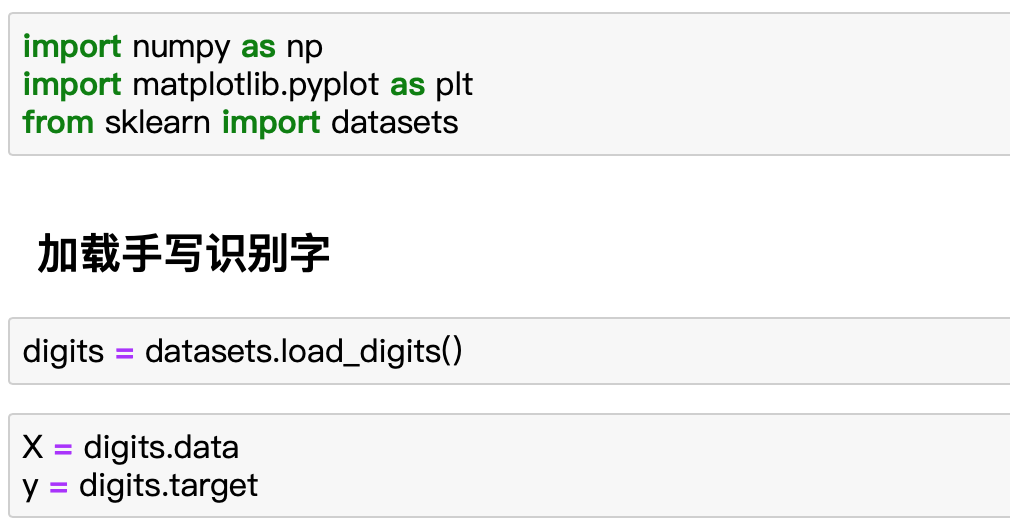 import numpy as np
import matplotlib.pyplot as plt
from sklearn import datasets
加载手写识别字
digits = datasets.load_digits()
X = digits.data
y = digits.target